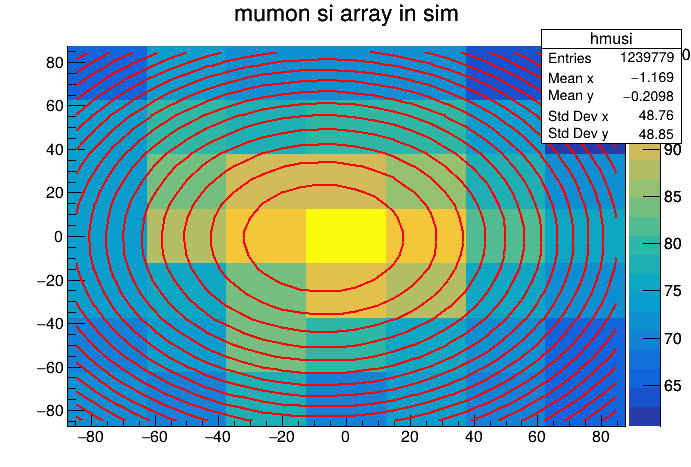 mumon si array in sim
hmusi
Entries 1239779
Mean x −1.169
Mean y −0.2098
Std Dev x 48.76
Std Dev y 48.85
0
80
60
40
20
0
−20
−40
−60
−80
−80 −60 −40 −20 0 20 40 60 80
90
85
80
75
70
65